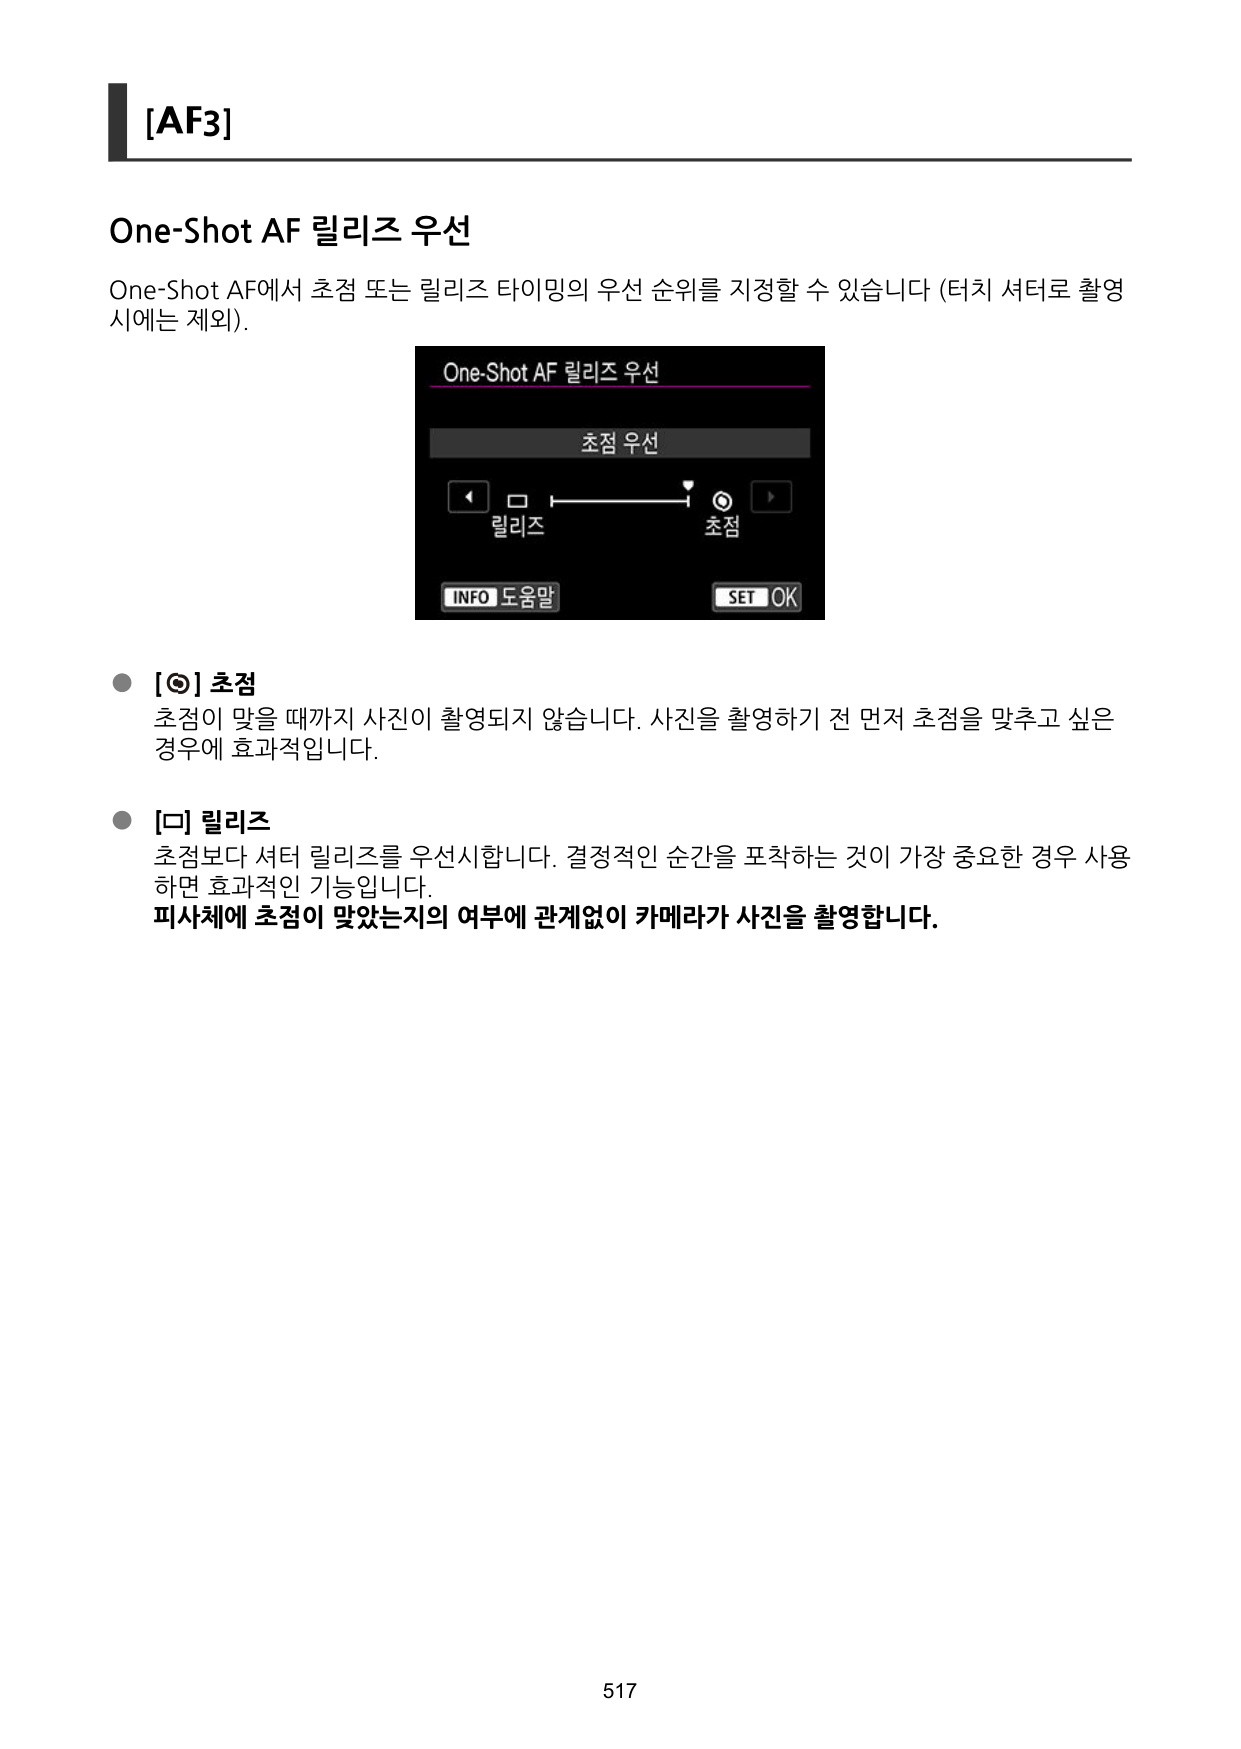 [AF3]
One-Shot AF 릴리즈 우선
One-Shot AF에서 초점 또는 릴리즈 타이밍의 우선 순위를 지정할 수 있습니다 (터치 셔터로 촬영
시에는 제외).
One-Shot AF 릴리즈 우선
초점 우선
릴리즈 초점
INFO 도움말 SET OK
● [◎] 초점
초점이 맞을 때까지 사진이 촬영되지 않습니다. 사진을 촬영하기 전 먼저 초점을 맞추고 싶은
경우에 효과적입니다.
● [□] 릴리즈
초점보다 셔터 릴리즈를 우선시합니다. 결정적인 순간을 포착하는 것이 가장 중요한 경우 사용
하면 효과적인 기능입니다.
피사체에 초점이 맞았는지의 여부에 관계없이 카메라가 사진을 촬영합니다.
517